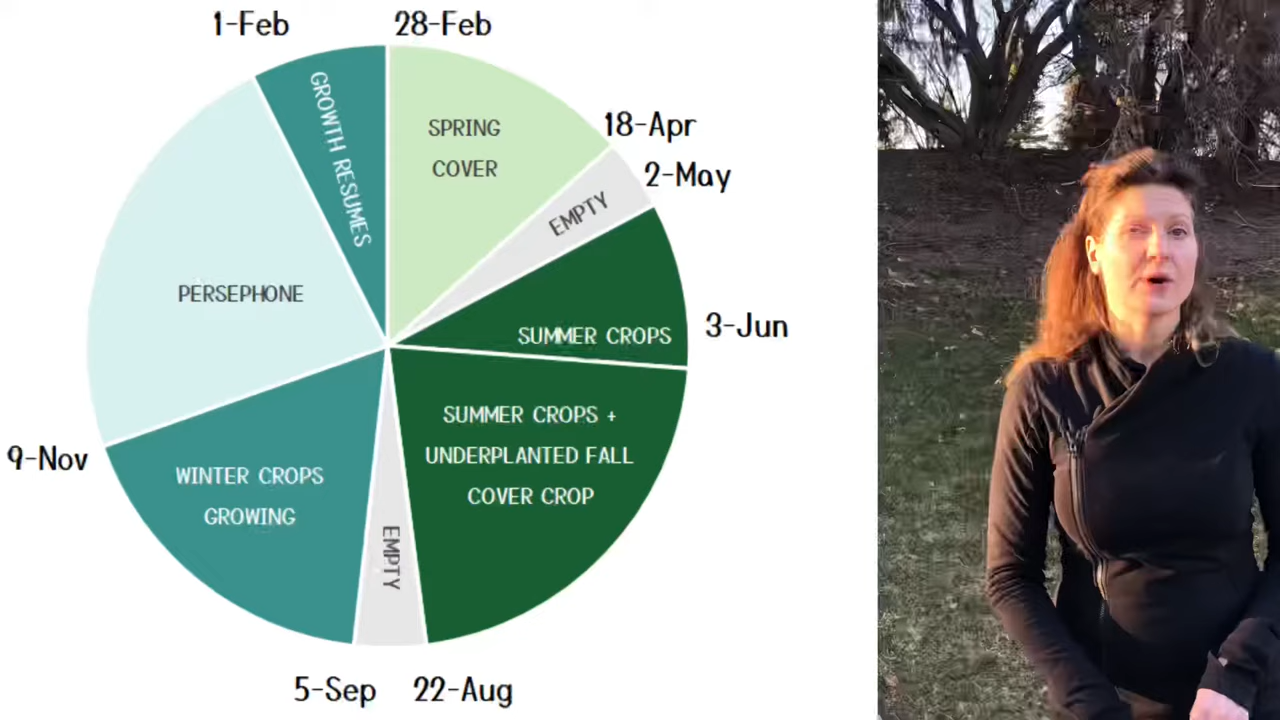 1-Feb
28-Feb
GROWTH RESUMES
SPRING
COVER
18-Apr
2-May
EMPTY
PERSEPHONE
SUMMER CROPS
3-Jun
SUMMER CROPS +
UNDERPLANTED FALL
COVER CROP
9-Nov
WINTER CROPS
GROWING
EMPTY
5-Sep
22-Aug